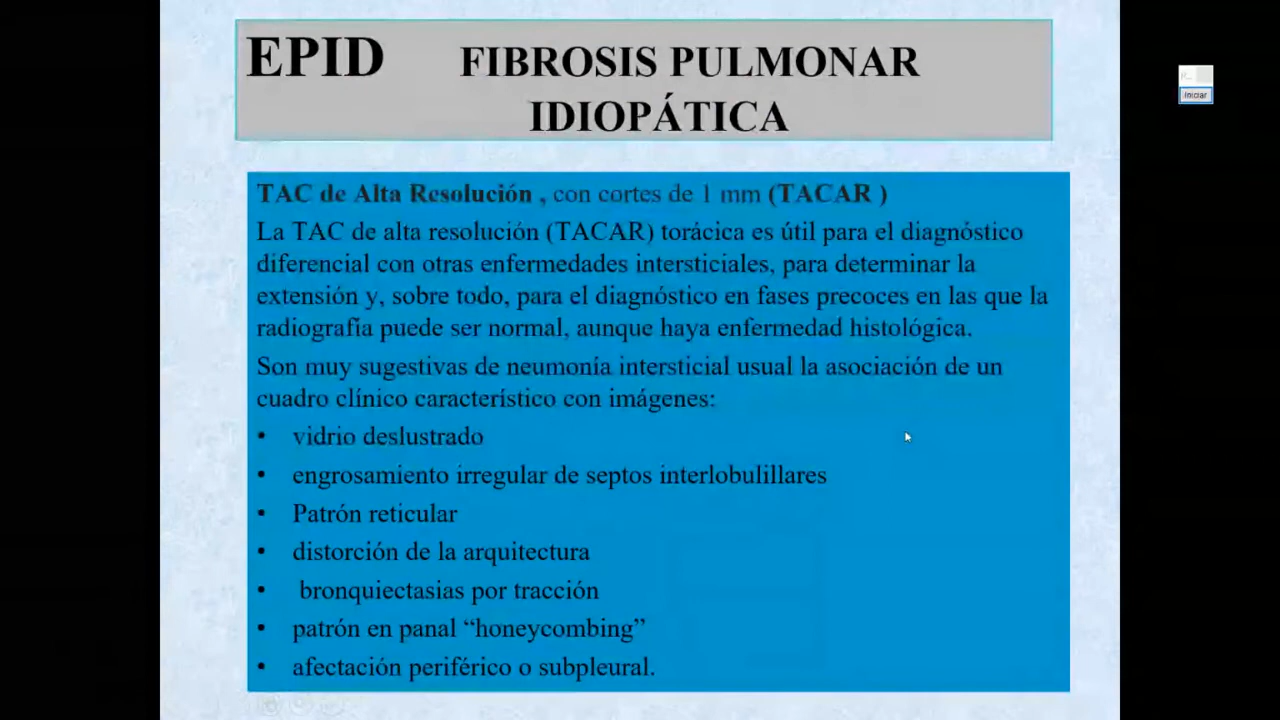 EPID FIBROSIS PULMONAR
IDIOPÁTICA
Iniciar
TAC de Alta Resolución , con cortes de 1 mm (TACAR )
La TAC de alta resolución (TACAR) torácica es útil para el diagnóstico
diferencial con otras enfermedades intersticiales, para determinar la
extensión y, sobre todo, para el diagnóstico en fases precoces en las que la
radiografía puede ser normal, aunque haya enfermedad histológica.
Son muy sugestivas de neumonía intersticial usual la asociación de un
cuadro clínico característico con imágenes:
• vidrio deslustrado
• engrosamiento irregular de septos interlobulillares
• Patrón reticular
• distorción de la arquitectura
• bronquiectasias por tracción
• patrón en panal “honeycombing”
• afectación periférico o subpleural.